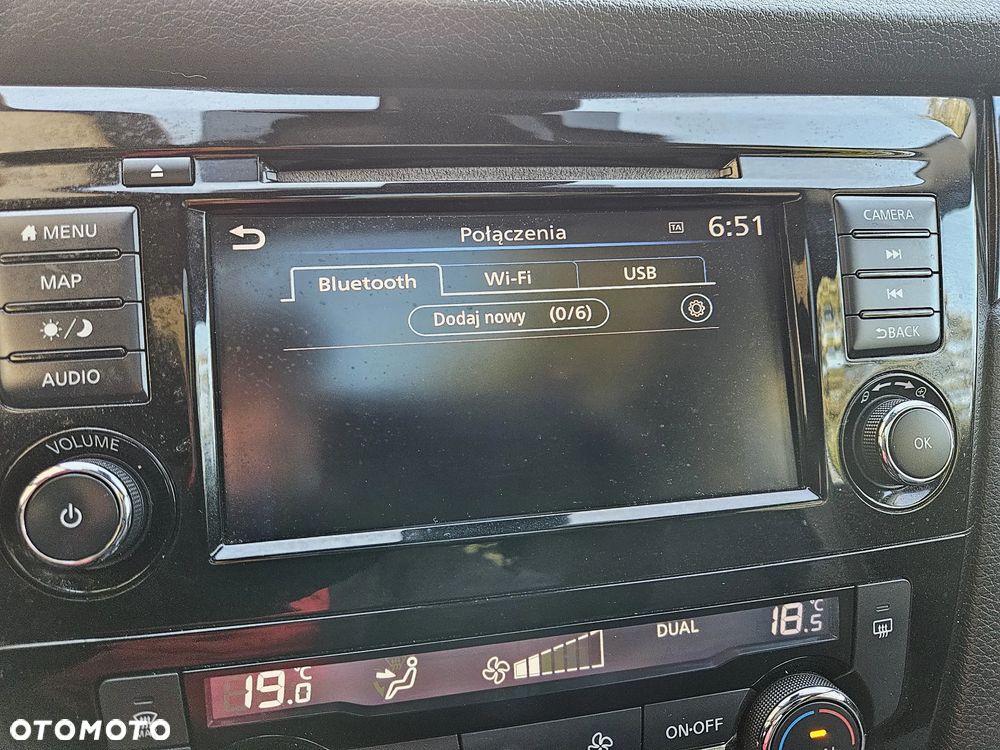 MENU
MAP
AUDIO
VOLUME
Połączenia
TA
6:51
Bluetooth
Wi-Fi
USB
Dodaj nowy (0/6)
CAMERA
BACK
OK
19.0 °C
DUAL
18.5 °C
ON·OFF
OTOMOTO